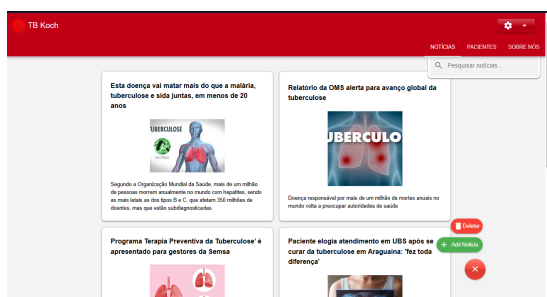 TB Koch
NOTÍCIAS PACIENTES SOBRE NÓS
Pesquisar notícias...
Esta doença vai matar mais do que a malária,
tuberculose e sida juntas, em menos de 20
anos
TUBERCULOSE
BACTÉRIA
Segundo a Organização Mundial da Saúde, mais de um milhão
de pessoas morrem anualmente no mundo com hepatites, sendo
as mais letais as dos tipos B e C, que afetam 350 milhões de
doentes, mas que estão subdiagnosticadas.
Relatório da OMS alerta para avanço global da
tuberculose
UBERCULO
Doença responsável por mais de um milhão de mortes anuais no
mundo volta a preocupar autoridades de saúde
Programa Terapia Preventiva da Tuberculose' é
apresentado para gestores da Semsa
Paciente elogia atendimento em UBS após se
curar da tuberculose em Araguaína: 'fez toda
diferença'
Deletar
+ Add Notícia